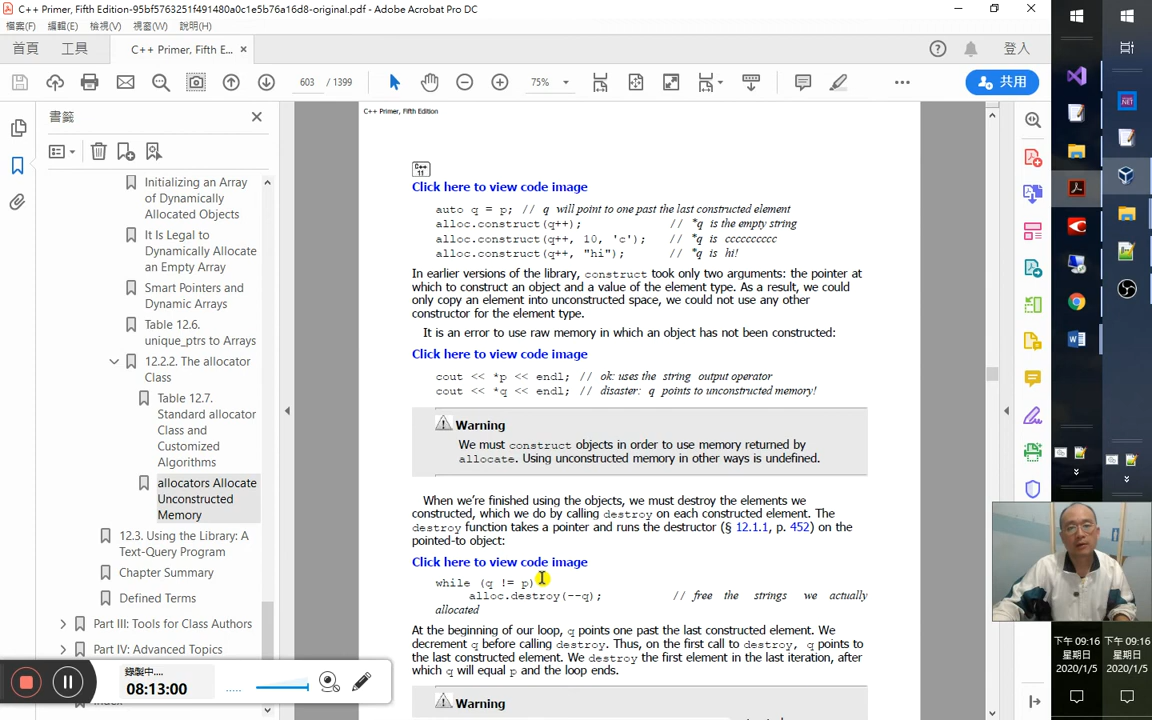 C++ Primer, Fifth Edition-95bf5763251f491480a0c1e5b76a16d8-original.pdf - Adobe Acrobat Pro DC
檔案(F) 編輯(E) 檢視(V) 視窗(W) 說明(H)
首頁 工具 C++ Primer, Fifth E... × 登入
603 / 1399 75% 共用
書籤
Initializing an Array
of Dynamically
Allocated Objects
It Is Legal to
Dynamically Allocate
an Empty Array
Smart Pointers and
Dynamic Arrays
Table 12.6.
unique_ptrs to Arrays
12.2.2. The allocator
Class
Table 12.7.
Standard allocator
Class and
Customized
Algorithms
allocators Allocate
Unconstructed
Memory
12.3. Using the Library: A
Text-Query Program
Chapter Summary
Defined Terms
Part III: Tools for Class Authors
Part IV: Advanced Topics
Index
C++ Primer, Fifth Edition
C++
11
Click here to view code image
auto q = p; // q will point to one past the last constructed element
alloc.construct(q++); // *q is the empty string
alloc.construct(q++, 10, 'c'); // *q is cccccccccc
alloc.construct(q++, "hi"); // *q is hi!
In earlier versions of the library, construct took only two arguments: the pointer at
which to construct an object and a value of the element type. As a result, we could
only copy an element into unconstructed space, we could not use any other
constructor for the element type.
It is an error to use raw memory in which an object has not been constructed:
Click here to view code image
cout << *p << endl; // ok: uses the string output operator
cout << *q << endl; // disaster: q points to unconstructed memory!
Warning
We must construct objects in order to use memory returned by
allocate. Using unconstructed memory in other ways is undefined.
When we're finished using the objects, we must destroy the elements we
constructed, which we do by calling destroy on each constructed element. The
destroy function takes a pointer and runs the destructor (§ 12.1.1, p. 452) on the
pointed-to object:
Click here to view code image
while (q != p)
alloc.destroy(--q); // free the strings we actually
allocated
At the beginning of our loop, q points one past the last constructed element. We
decrement q before calling destroy. Thus, on the first call to destroy, q points to
the last constructed element. We destroy the first element in the last iteration, after
which q will equal p and the loop ends.
Warning
錄製中...
08:13:00
下午 09:16
星期日
2020/1/5
下午 09:16
星期日
2020/1/5